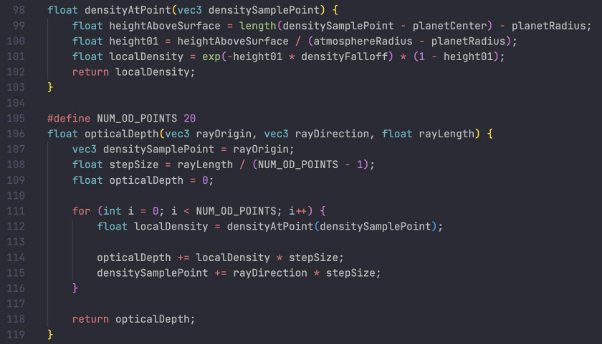 98 float densityAtPoint(vec3 densitySamplePoint) {
99     float heightAboveSurface = length(densitySamplePoint - planetCenter) - planetRadius;
100     float height01 = heightAboveSurface / (atmosphereRadius - planetRadius);
101     float localDensity = exp(-height01 * densityFalloff) * (1 - height01);
102     return localDensity;
103 }
104
105 #define NUM_OD_POINTS 20
106 float opticalDepth(vec3 rayOrigin, vec3 rayDirection, float rayLength) {
107     vec3 densitySamplePoint = rayOrigin;
108     float stepSize = rayLength / (NUM_OD_POINTS - 1);
109     float opticalDepth = 0;
110
111     for (int i = 0; i < NUM_OD_POINTS; i++) {
112         float localDensity = densityAtPoint(densitySamplePoint);
113
114         opticalDepth += localDensity * stepSize;
115         densitySamplePoint += rayDirection * stepSize;
116     }
117
118     return opticalDepth;
119 }